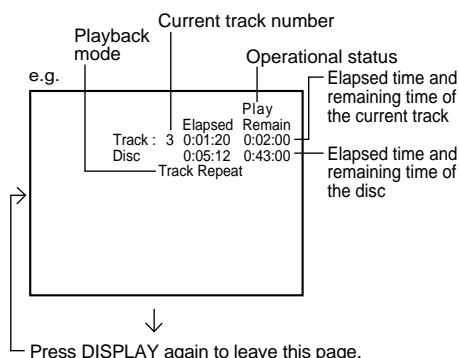 Current track number
Playback
mode
Operational status
e.g.
Play
Elapsed Remain
Track : 3 0:01:20 0:02:00
Disc 0:05:12 0:43:00
Track Repeat
Elapsed time and
remaining time of
the current track
Elapsed time and
remaining time of
the disc
Press DISPLAY again to leave this page.